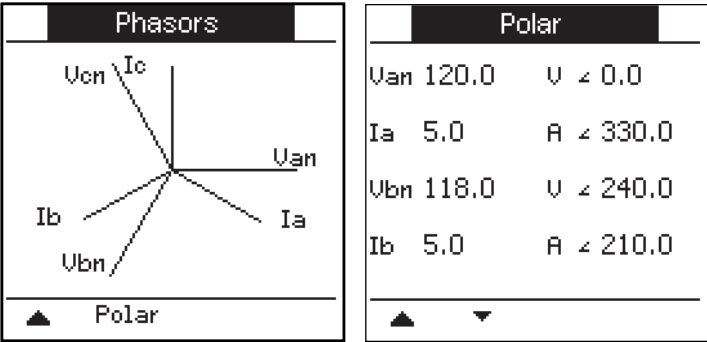 Phasors
Vcn Ic
Van
Ib Ia
Vbn
Polar
Polar
Van 120.0 V ∠ 0.0
Ia 5.0 A ∠ 330.0
Vbn 118.0 V ∠ 240.0
Ib 5.0 A ∠ 210.0